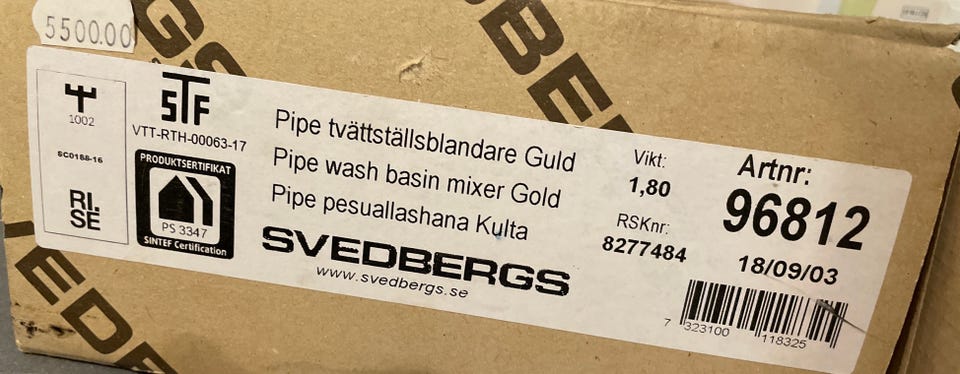 5500.00
1002
SC0188-16
RI.
SE
STF
VTT-RTH-00063-17
PRODUKTSERTIFIKAT
PS 3347
SINTEF Certification
Pipe tvättställsblandare Guld
Pipe wash basin mixer Gold
Pipe pesuallashana Kulta
SVEDBERGS
www.svedbergs.se
Vikt:
1,80
RSKnr:
8277484
Artnr:
96812
18/09/03
7 323100 118325